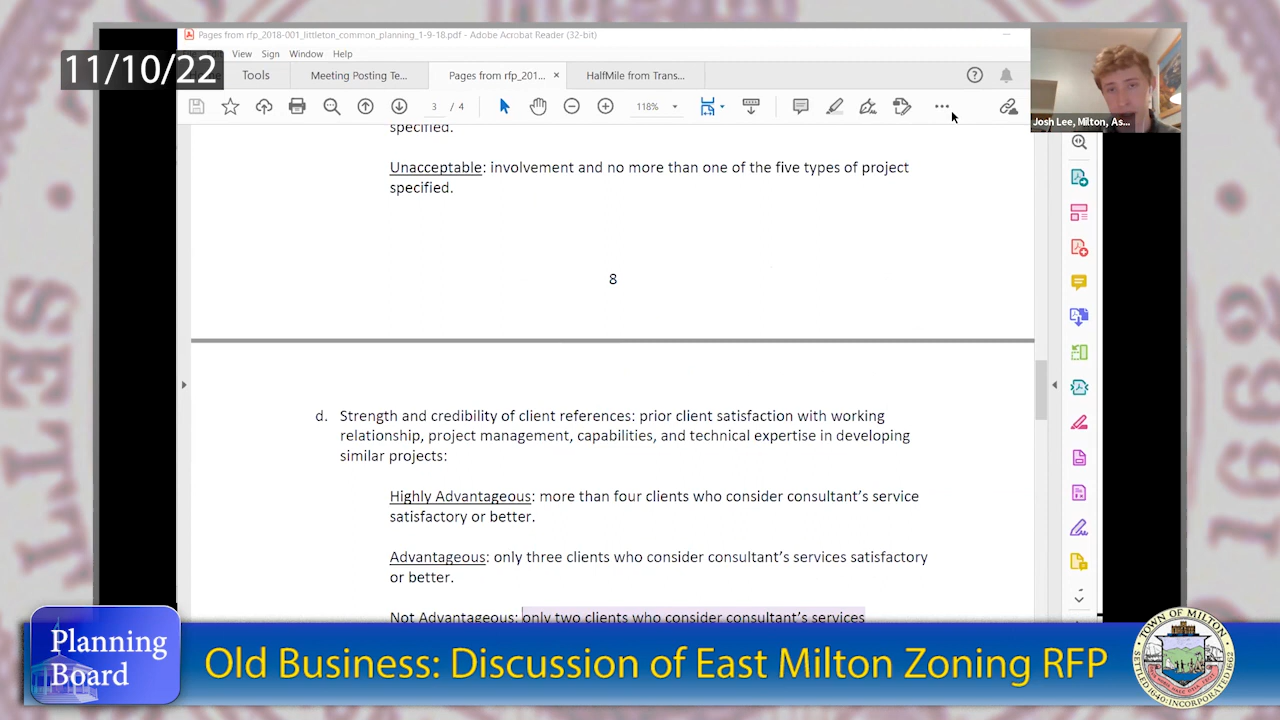 Pages from rfp_2018-001_littleton_common_planning_1-9-18.pdf - Adobe Acrobat Reader (32-bit)
11/10/22
View Sign Window Help
Tools
Meeting Posting Te...
Pages from rfp_201... ×
HalfMile from Trans...
3 / 4
118%
Josh Lee, Milton, As...
specified.
Unacceptable: involvement and no more than one of the five types of project
specified.
8
d. Strength and credibility of client references: prior client satisfaction with working
relationship, project management, capabilities, and technical expertise in developing
similar projects:
Highly Advantageous: more than four clients who consider consultant's service
satisfactory or better.
Advantageous: only three clients who consider consultant's services satisfactory
or better.
Not Advantageous: only two clients who consider consultant's services
Planning
Board
Old Business: Discussion of East Milton Zoning RFP
TOWN OF MILTON